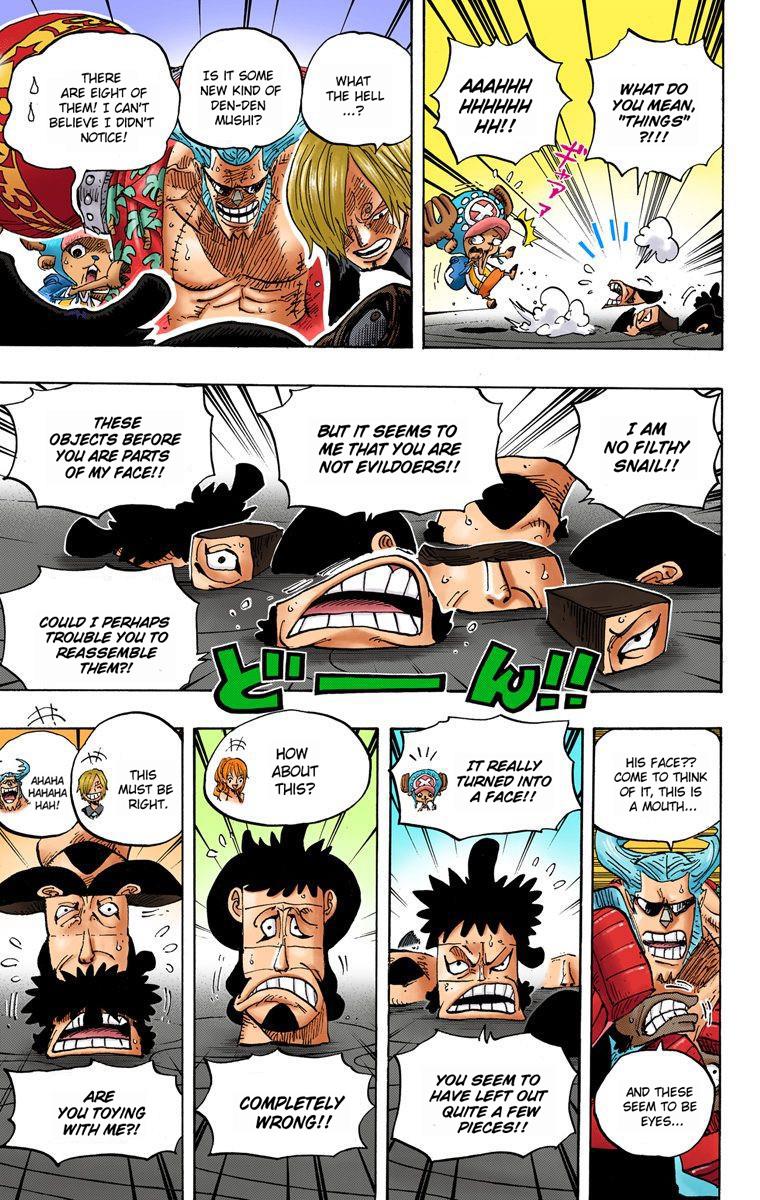 WHAT DO
YOU MEAN,
"THINGS"
?!!!
AAAHHH
HHHHHH
HH!!
ギャアァ
WHAT
THE HELL
...?
IS IT SOME
NEW KIND OF
DEN-DEN
MUSHI?
THERE
ARE EIGHT OF
THEM! I CAN'T
BELIEVE I DIDN'T
NOTICE!
I AM
NO FILTHY
SNAIL!!
BUT IT SEEMS TO
ME THAT YOU ARE
NOT EVILDOERS!!
THESE
OBJECTS BEFORE
YOU ARE PARTS
OF MY FACE!!
COULD I PERHAPS
TROUBLE YOU TO
REASSEMBLE
THEM?!
どーん!!
HIS FACE??
COME TO THINK
OF IT, THIS IS
A MOUTH...
AND THESE
SEEM TO BE
EYES...
IT REALLY
TURNED INTO
A FACE!!
YOU SEEM TO
HAVE LEFT OUT
QUITE A FEW
PIECES!!
HOW
ABOUT
THIS?
COMPLETELY
WRONG!!
THIS
MUST BE
RIGHT.
AHAHA
HAHAHA
HAH!
ARE
YOU TOYING
WITH ME?!